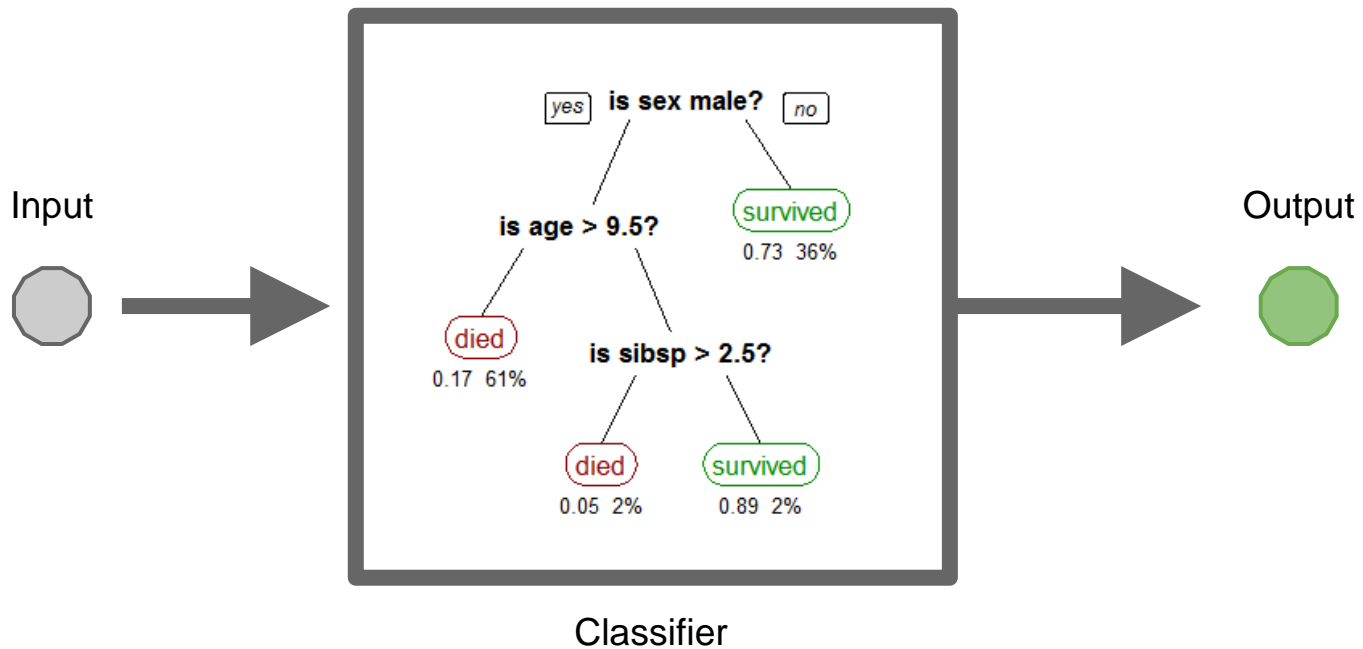 yes is sex male? no
Input
Output
survived
is age > 9.5?
0.73 36%
died
is sibsp > 2.5?
0.17 61%
died survived
0.05 2% 0.89 2%
Classifier